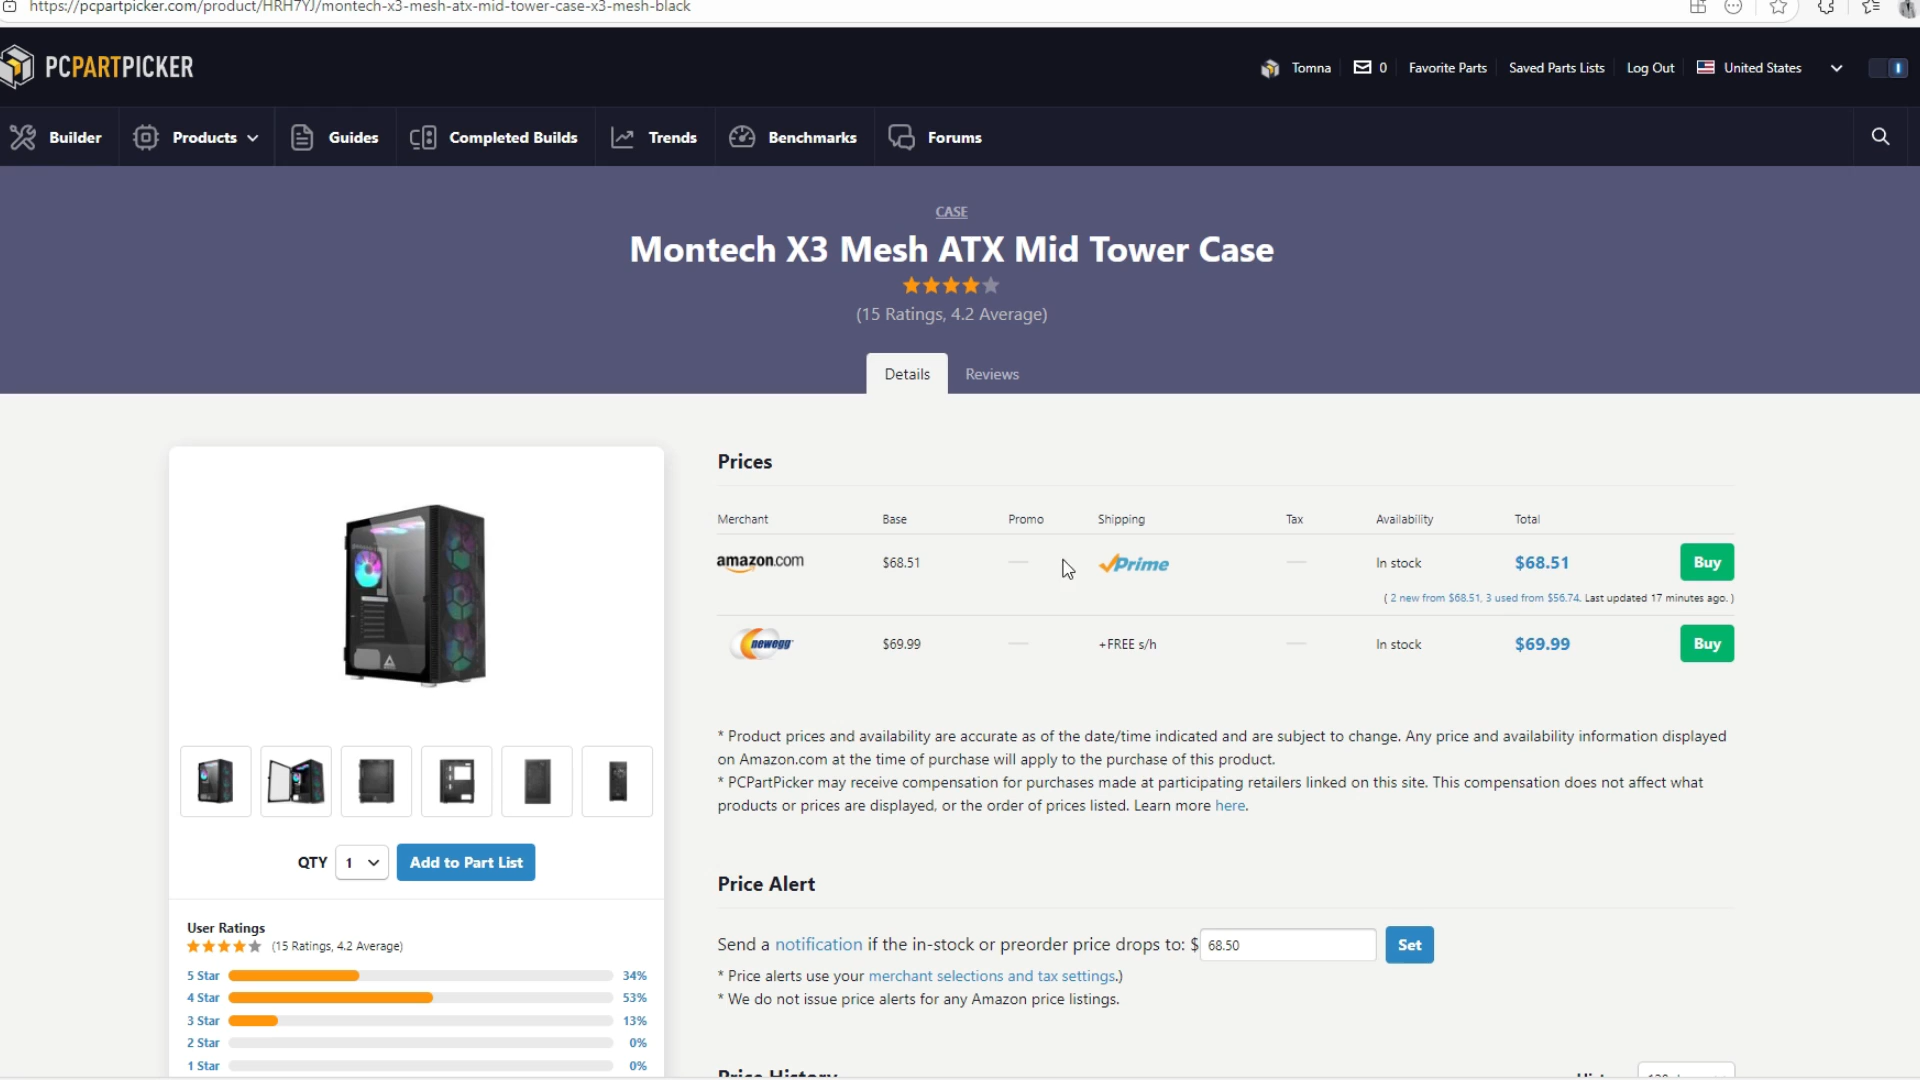 https://pcpartpicker.com/product/HRH7YJ/montech-x3-mesh-atx-mid-tower-case-x3-mesh-black
PCPARTPICKER
Tomna
0
Favorite Parts
Saved Parts Lists
Log Out
United States
Builder
Products
Guides
Completed Builds
Trends
Benchmarks
Forums
CASE
Montech X3 Mesh ATX Mid Tower Case
(15 Ratings, 4.2 Average)
Details
Reviews
Prices
Merchant Base Promo Shipping Tax Availability Total
amazon.com $68.51 — Prime — In stock $68.51 Buy
( 2 new from $68.51, 3 used from $56.74. Last updated 17 minutes ago. )
newegg $69.99 — +FREE s/h — In stock $69.99 Buy
* Product prices and availability are accurate as of the date/time indicated and are subject to change. Any price and availability information displayed
on Amazon.com at the time of purchase will apply to the purchase of this product.
* PCPartPicker may receive compensation for purchases made at participating retailers linked on this site. This compensation does not affect what
products or prices are displayed, or the order of prices listed. Learn more here.
QTY 1 Add to Part List
Price Alert
Send a notification if the in-stock or preorder price drops to: $ 68.50 Set
* Price alerts use your merchant selections and tax settings.)
* We do not issue price alerts for any Amazon price listings.
User Ratings
(15 Ratings, 4.2 Average)
5 Star 34%
4 Star 53%
3 Star 13%
2 Star 0%
1 Star 0%
Price History